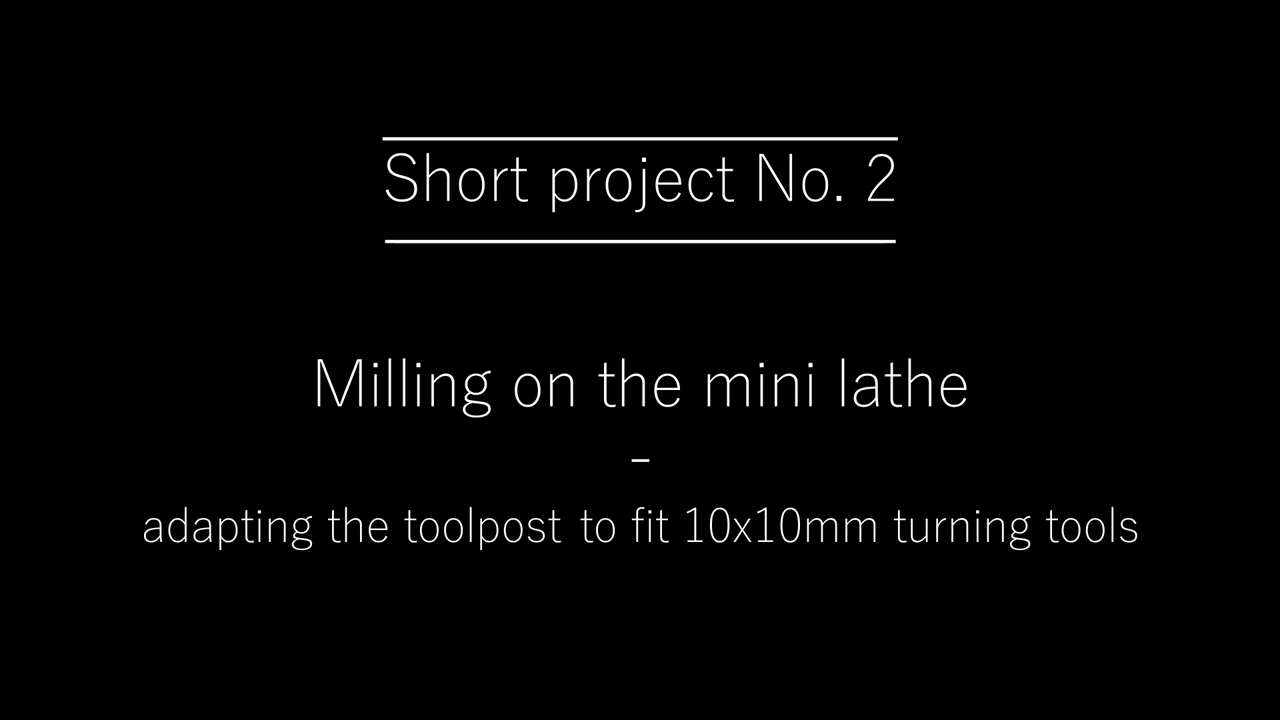 Short project No. 2
Milling on the mini lathe
–
adapting the toolpost to fit 10x10mm turning tools